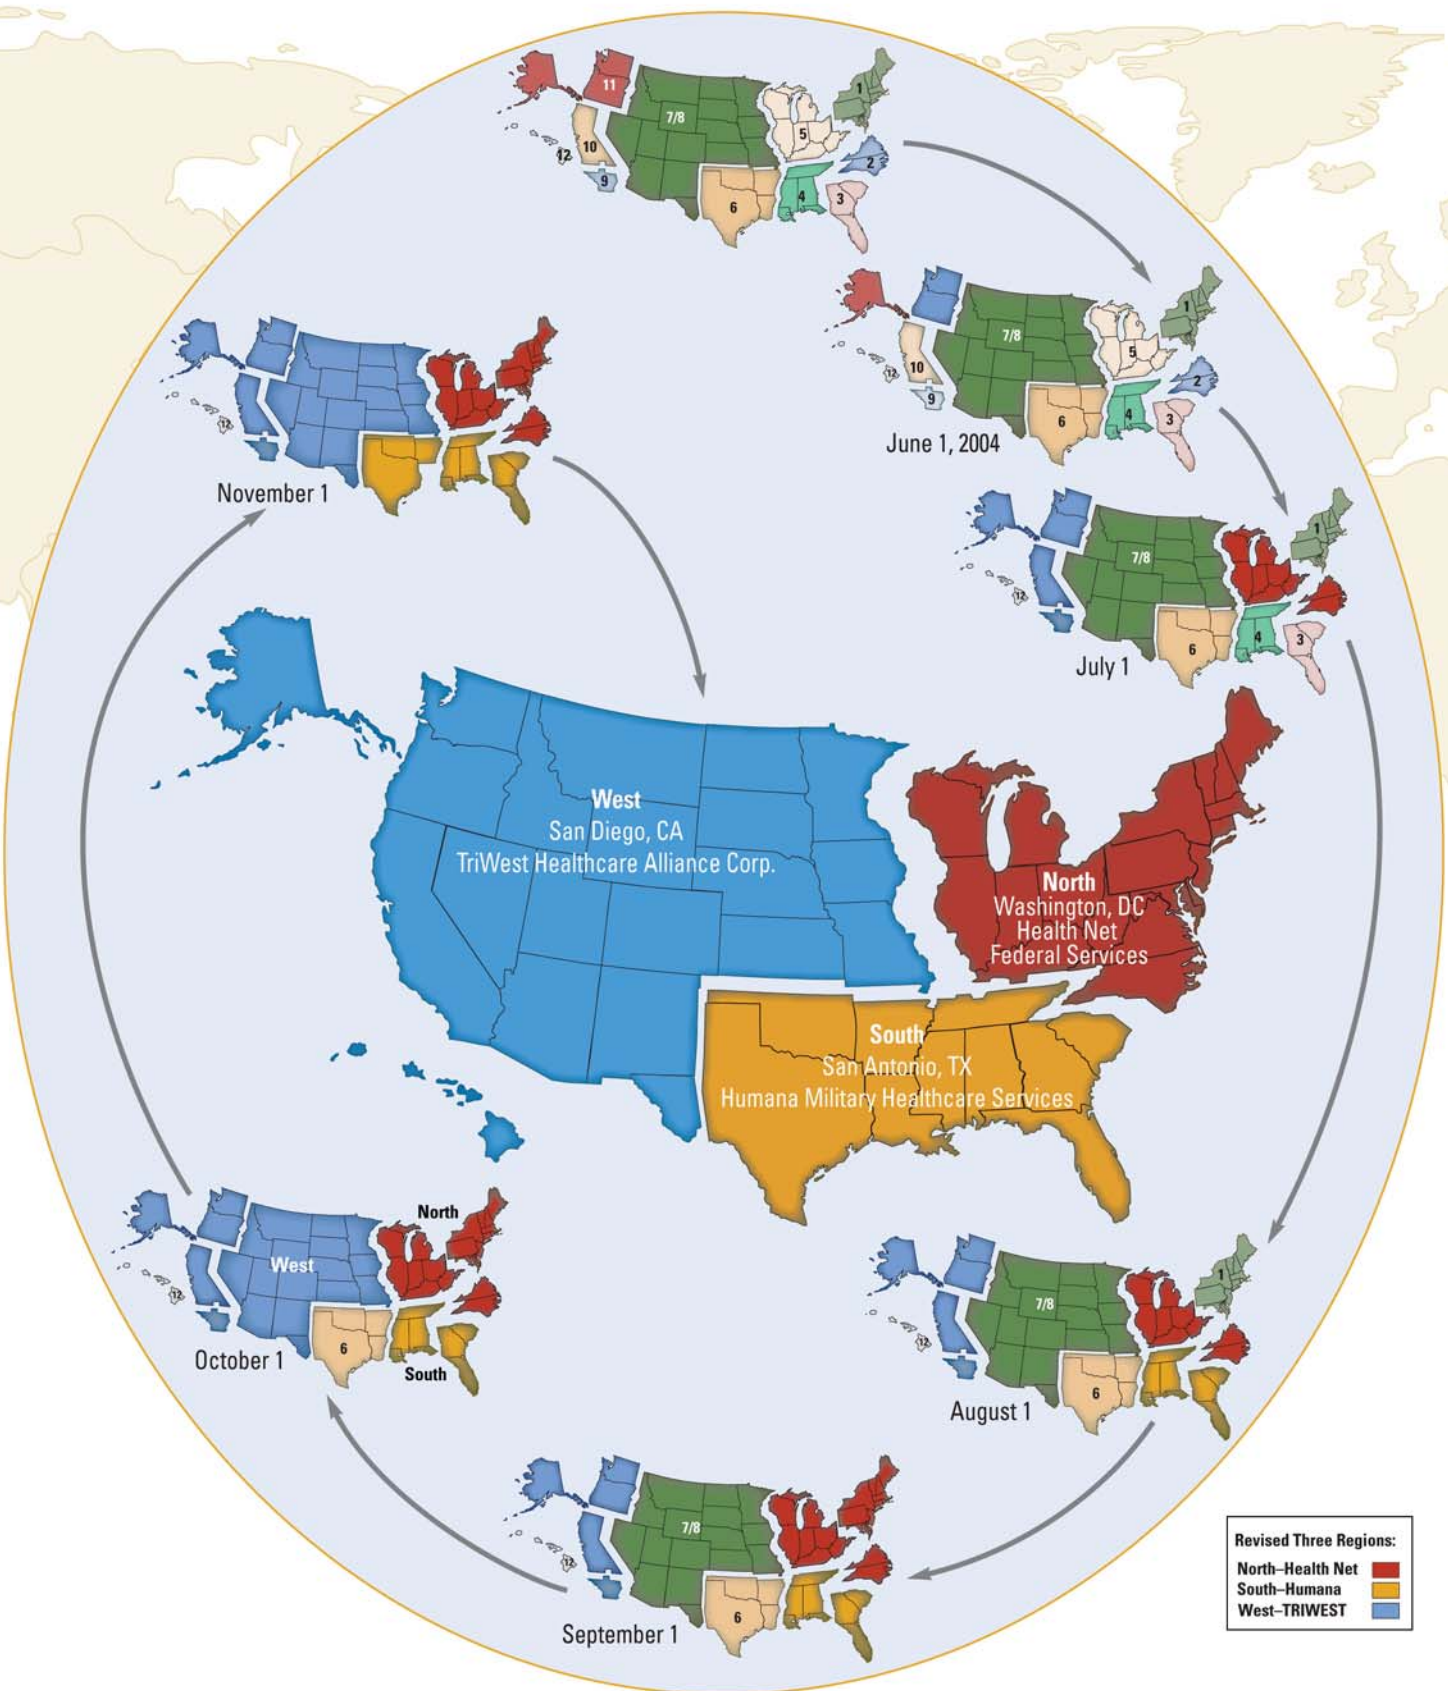 11
7/8
1
5
10
12
2
9
4
3
6
1
7/8
5
10
12
2
9
4
3
6
June 1, 2004
1
7/8
12
4
3
6
July 1
12
November 1
West
San Diego, CA
TriWest Healthcare Alliance Corp.
North
Washington, DC
Health Net
Federal Services
South
San Antonio, TX
Humana Military Healthcare Services
North
West
12
6
October 1
South
1
7/8
12
6
August 1
7/8
12
6
September 1
Revised Three Regions:
North–Health Net
South–Humana
West–TRIWEST